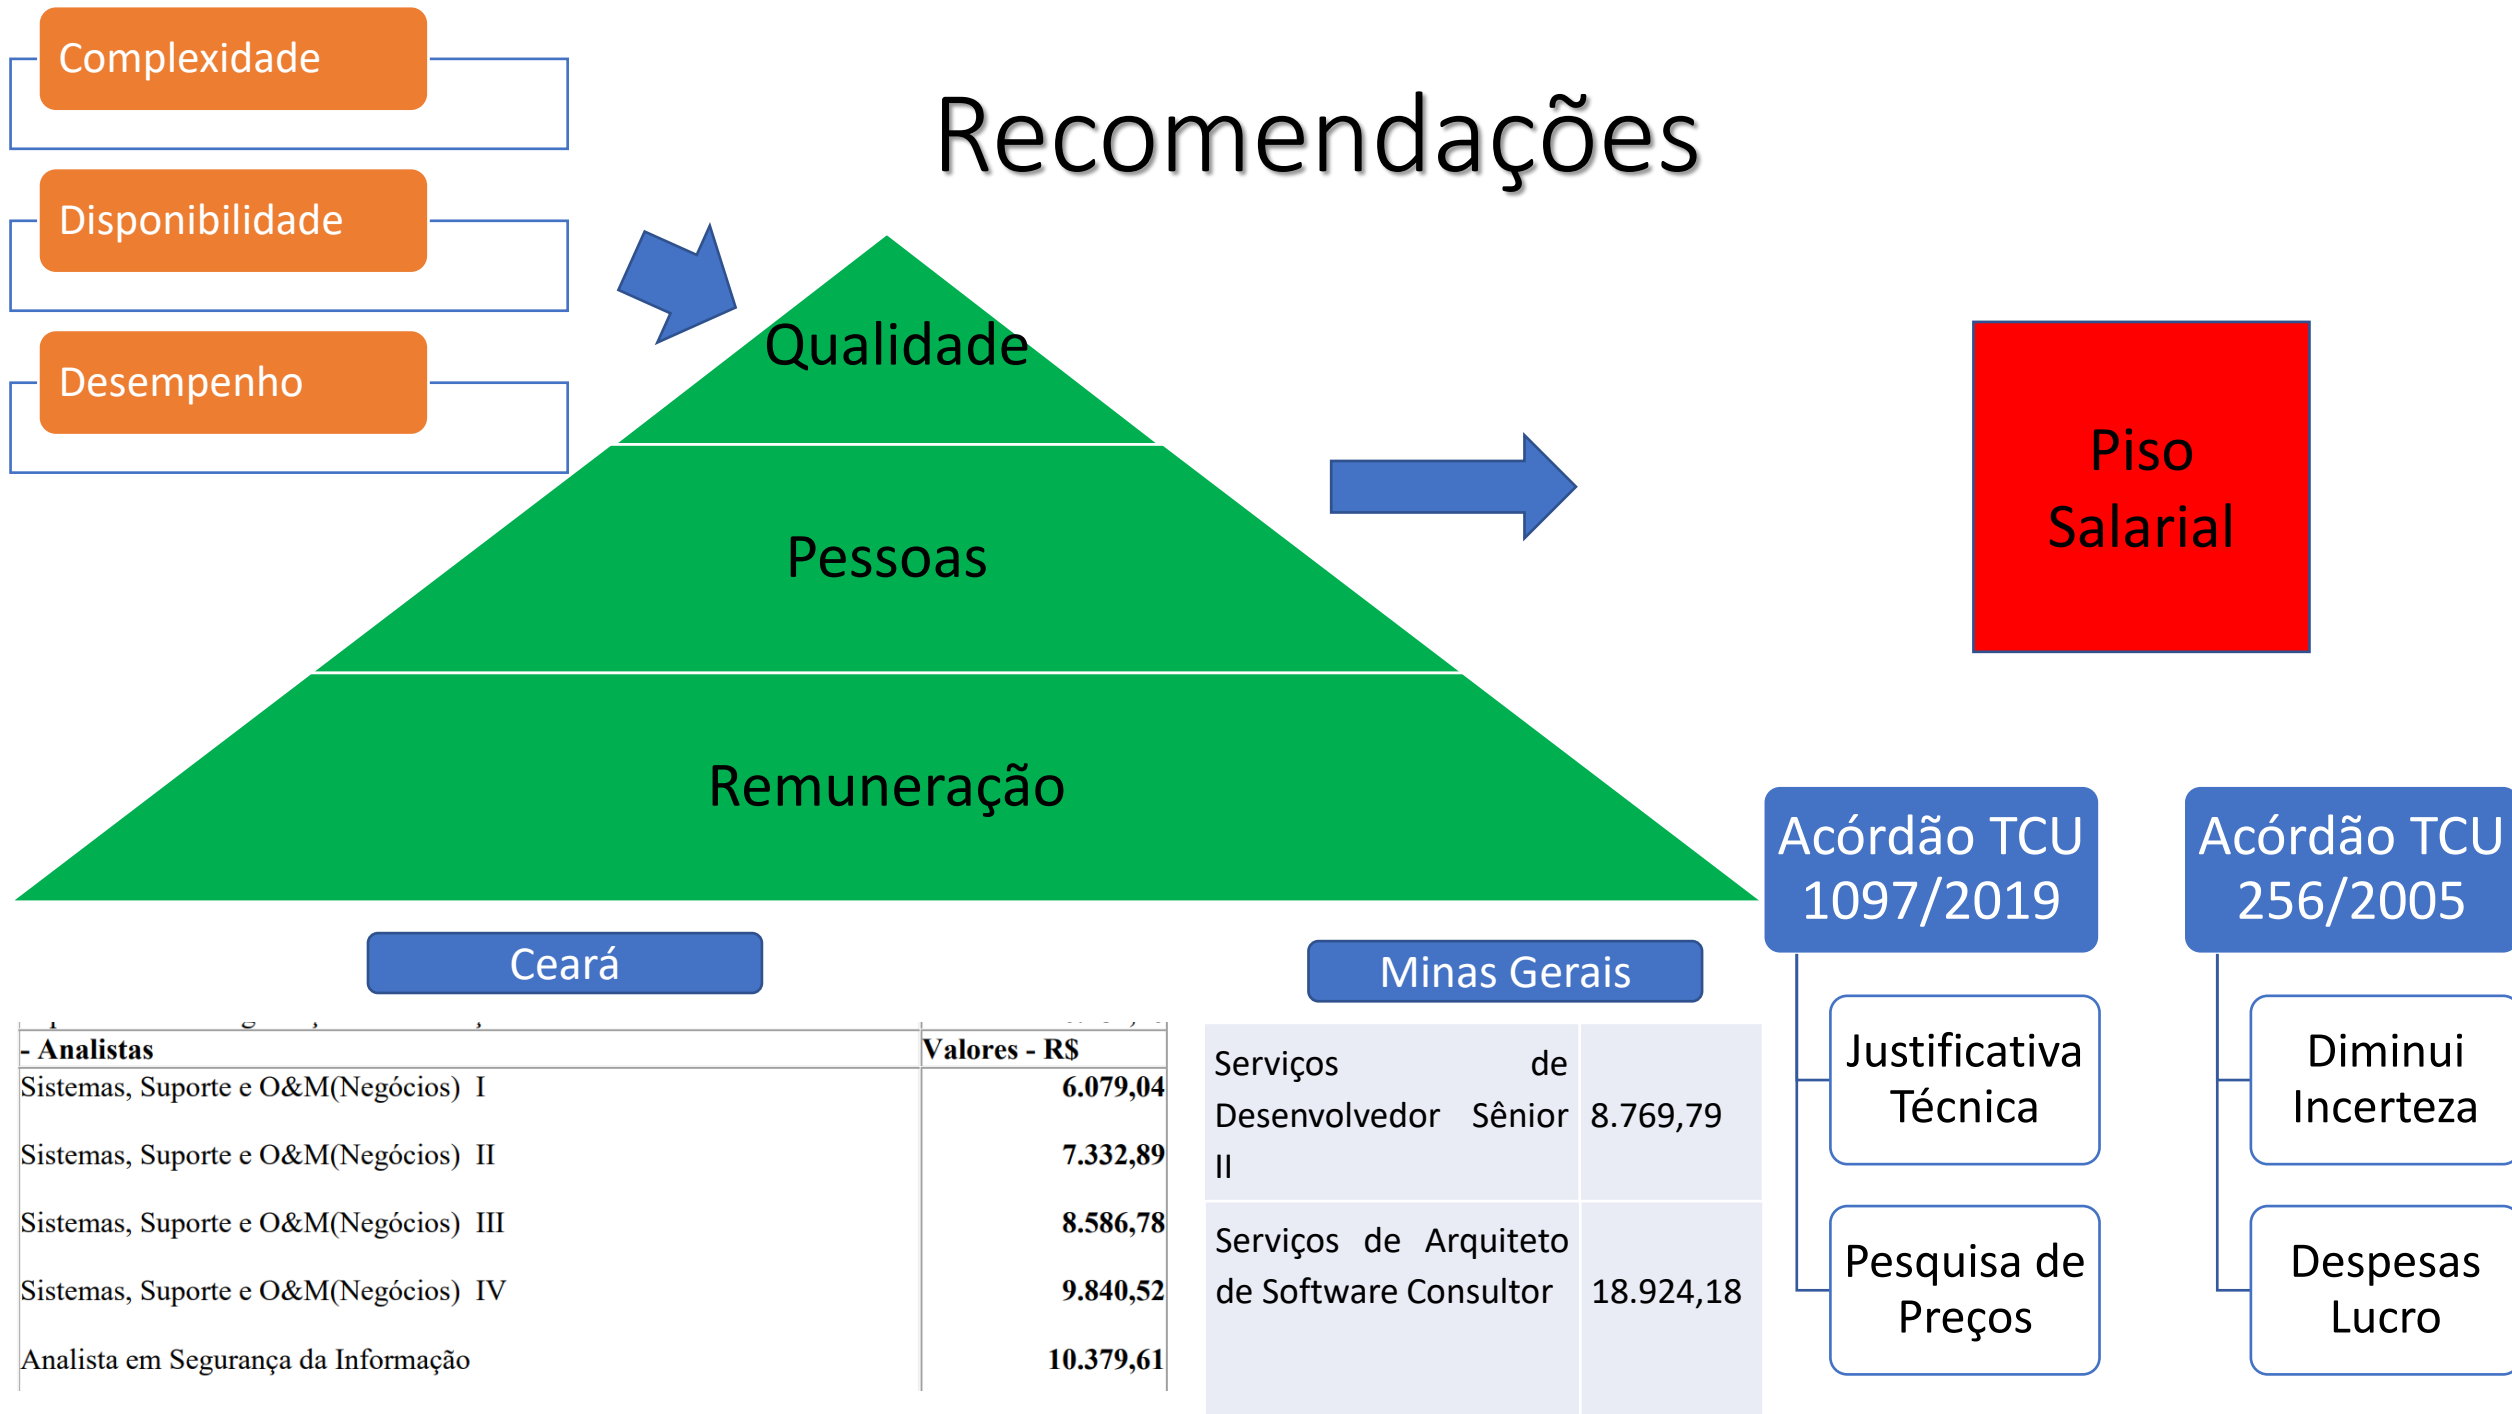 Complexidade
Disponibilidade
Desempenho
Recomendações
Qualidade
Pessoas
Remuneração
Piso
Salarial
Ceará
- Analistas Valores - R$
Sistemas, Suporte e O&M(Negócios) I 6.079,04
Sistemas, Suporte e O&M(Negócios) II 7.332,89
Sistemas, Suporte e O&M(Negócios) III 8.586,78
Sistemas, Suporte e O&M(Negócios) IV 9.840,52
Analista em Segurança da Informação 10.379,61
Minas Gerais
Serviços de
Desenvolvedor Sênior 8.769,79
II
Serviços de Arquiteto
de Software Consultor 18.924,18
Acórdão TCU
1097/2019
Justificativa
Técnica
Pesquisa de
Preços
Acórdão TCU
256/2005
Diminui
Incerteza
Despesas
Lucro